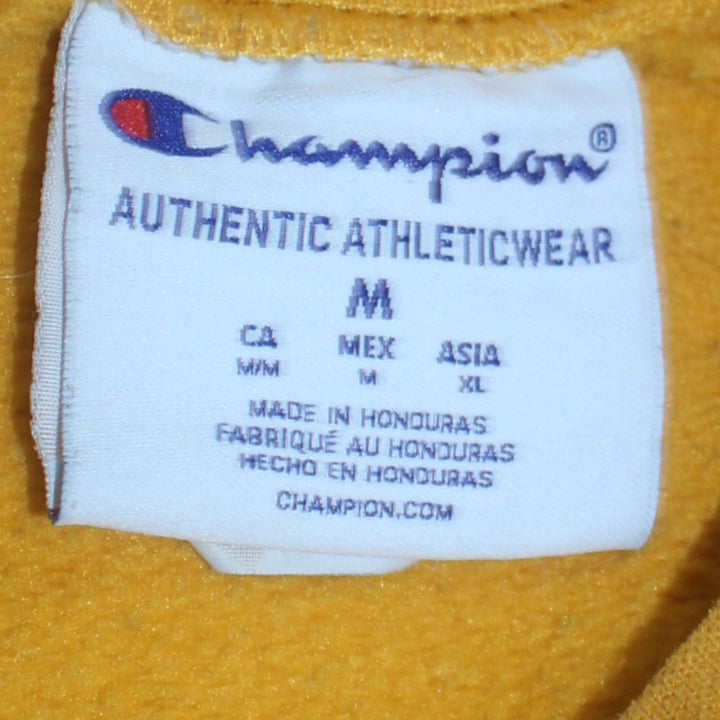 Champion®
AUTHENTIC ATHLETICWEAR
M
CA MEX ASIA
M/M M XL
MADE IN HONDURAS
FABRIQUÉ AU HONDURAS
HECHO EN HONDURAS
CHAMPION.COM